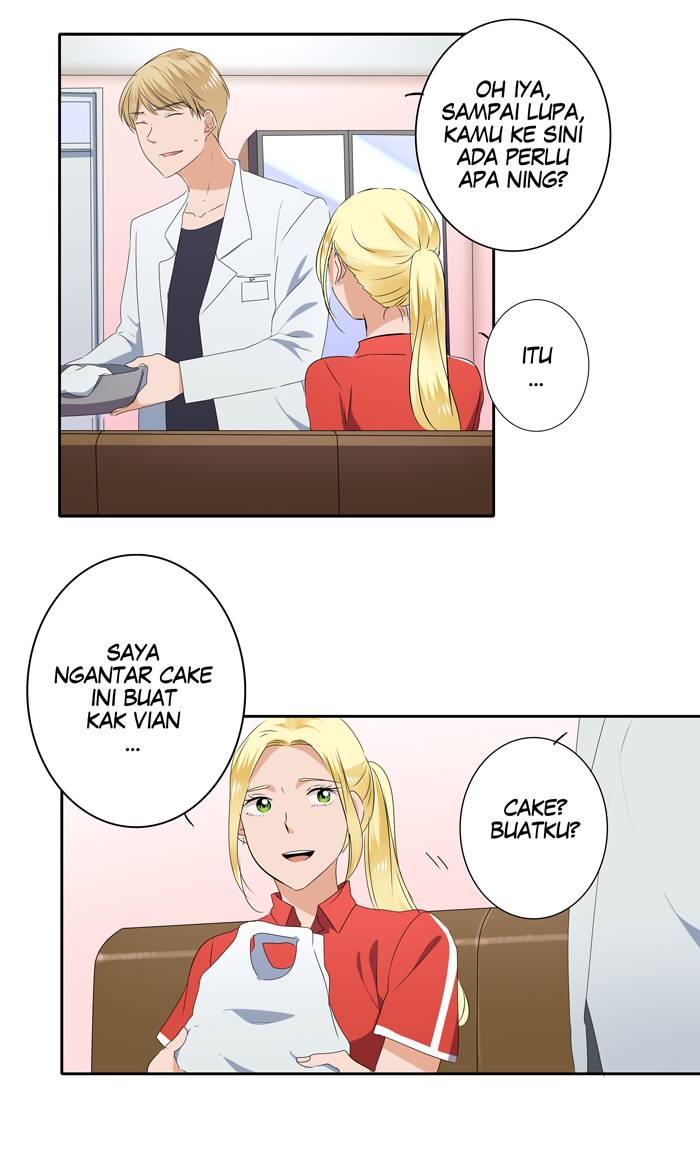 OH IYA,
SAMPAI LUPA,
KAMU KE SINI
ADA PERLU
APA NING?
ITU
...
SAYA
NGANTAR CAKE
INI BUAT
KAK VIAN
...
CAKE?
BUATKU?